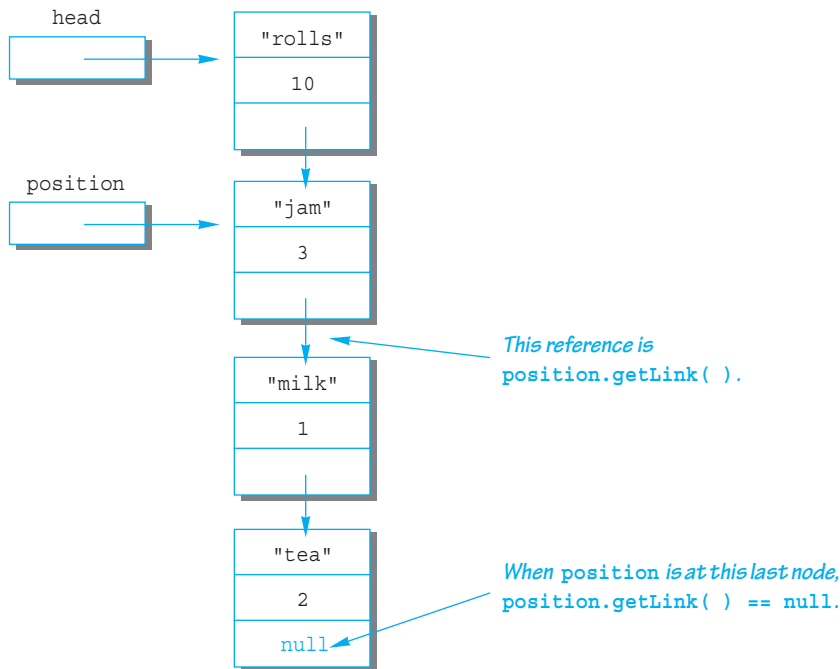 head
"rolls"
10
position
"jam"
3
This reference is
position.getLink( ).
"milk"
1
"tea"
2
null
When position is at this last node,
position.getLink( ) == null.